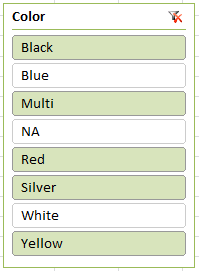 Color
Black
Blue
Multi
NA
Red
Silver
White
Yellow